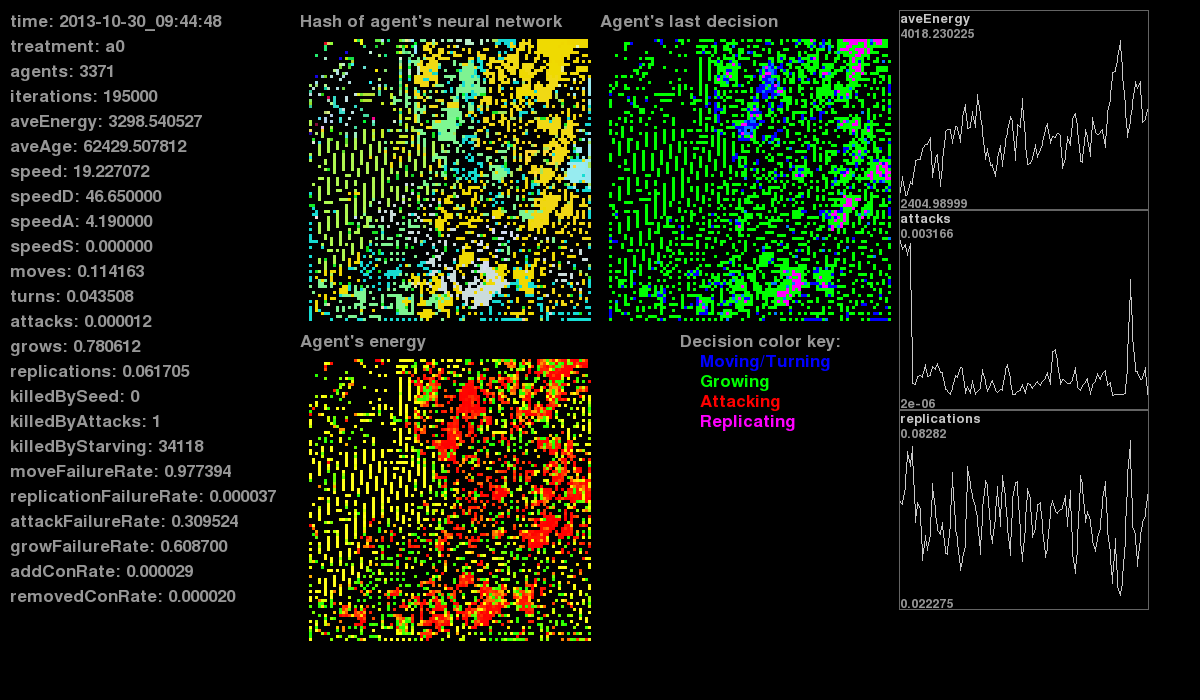 time: 2013-10-30_09:44:48
treatment: a0
agents: 3371
iterations: 195000
aveEnergy: 3298.540527
aveAge: 62429.507812
speed: 19.227072
speedD: 46.650000
speedA: 4.190000
speedS: 0.000000
moves: 0.114163
turns: 0.043508
attacks: 0.000012
grows: 0.780612
replications: 0.061705
killedBySeed: 0
killedByAttacks: 1
killedByStarving: 34118
moveFailureRate: 0.977394
replicationFailureRate: 0.000037
attackFailureRate: 0.309524
growFailureRate: 0.608700
addConRate: 0.000029
removedConRate: 0.000020
Hash of agent's neural network
Agent's last decision
Agent's energy
Decision color key:
Moving/Turning
Growing
Attacking
Replicating
aveEnergy
4018.230225
2404.98999
attacks
0.003166
2e-06
replications
0.08282
0.022275